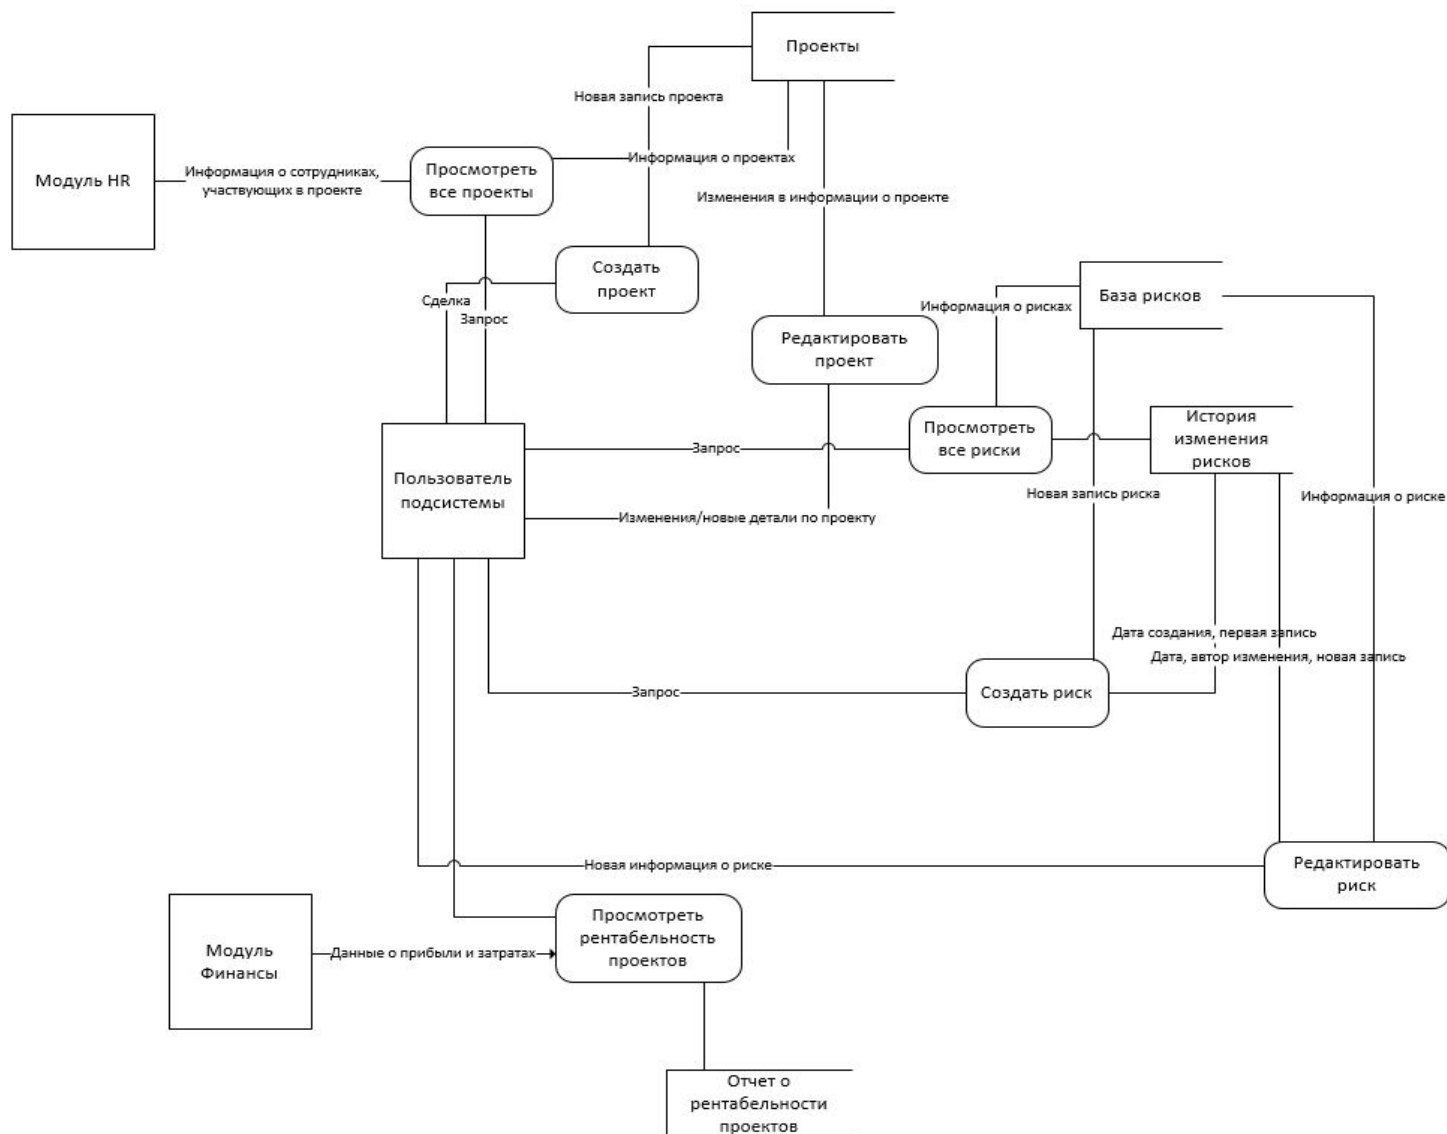 Проекты
Новая запись проекта
Модуль HR
Информация о сотрудниках,
участвующих в проекте
Просмотреть
все проекты
Информация о проектах
Изменения в информации о проекте
Создать
проект
Сделка
Запрос
База рисков
Информация о рисках
Редактировать
проект
Просмотреть
все риски
История
изменения
рисков
Запрос
Пользователь
подсистемы
Новая запись риска
Информация о риске
Изменения/новые детали по проекту
Дата создания, первая запись
Дата, автор изменения, новая запись
Запрос
Создать риск
Новая информация о риске
Редактировать
риск
Просмотреть
рентабельность
проектов
Модуль
Финансы
Данные о прибыли и затратах
Отчет о
рентабельности
проектов